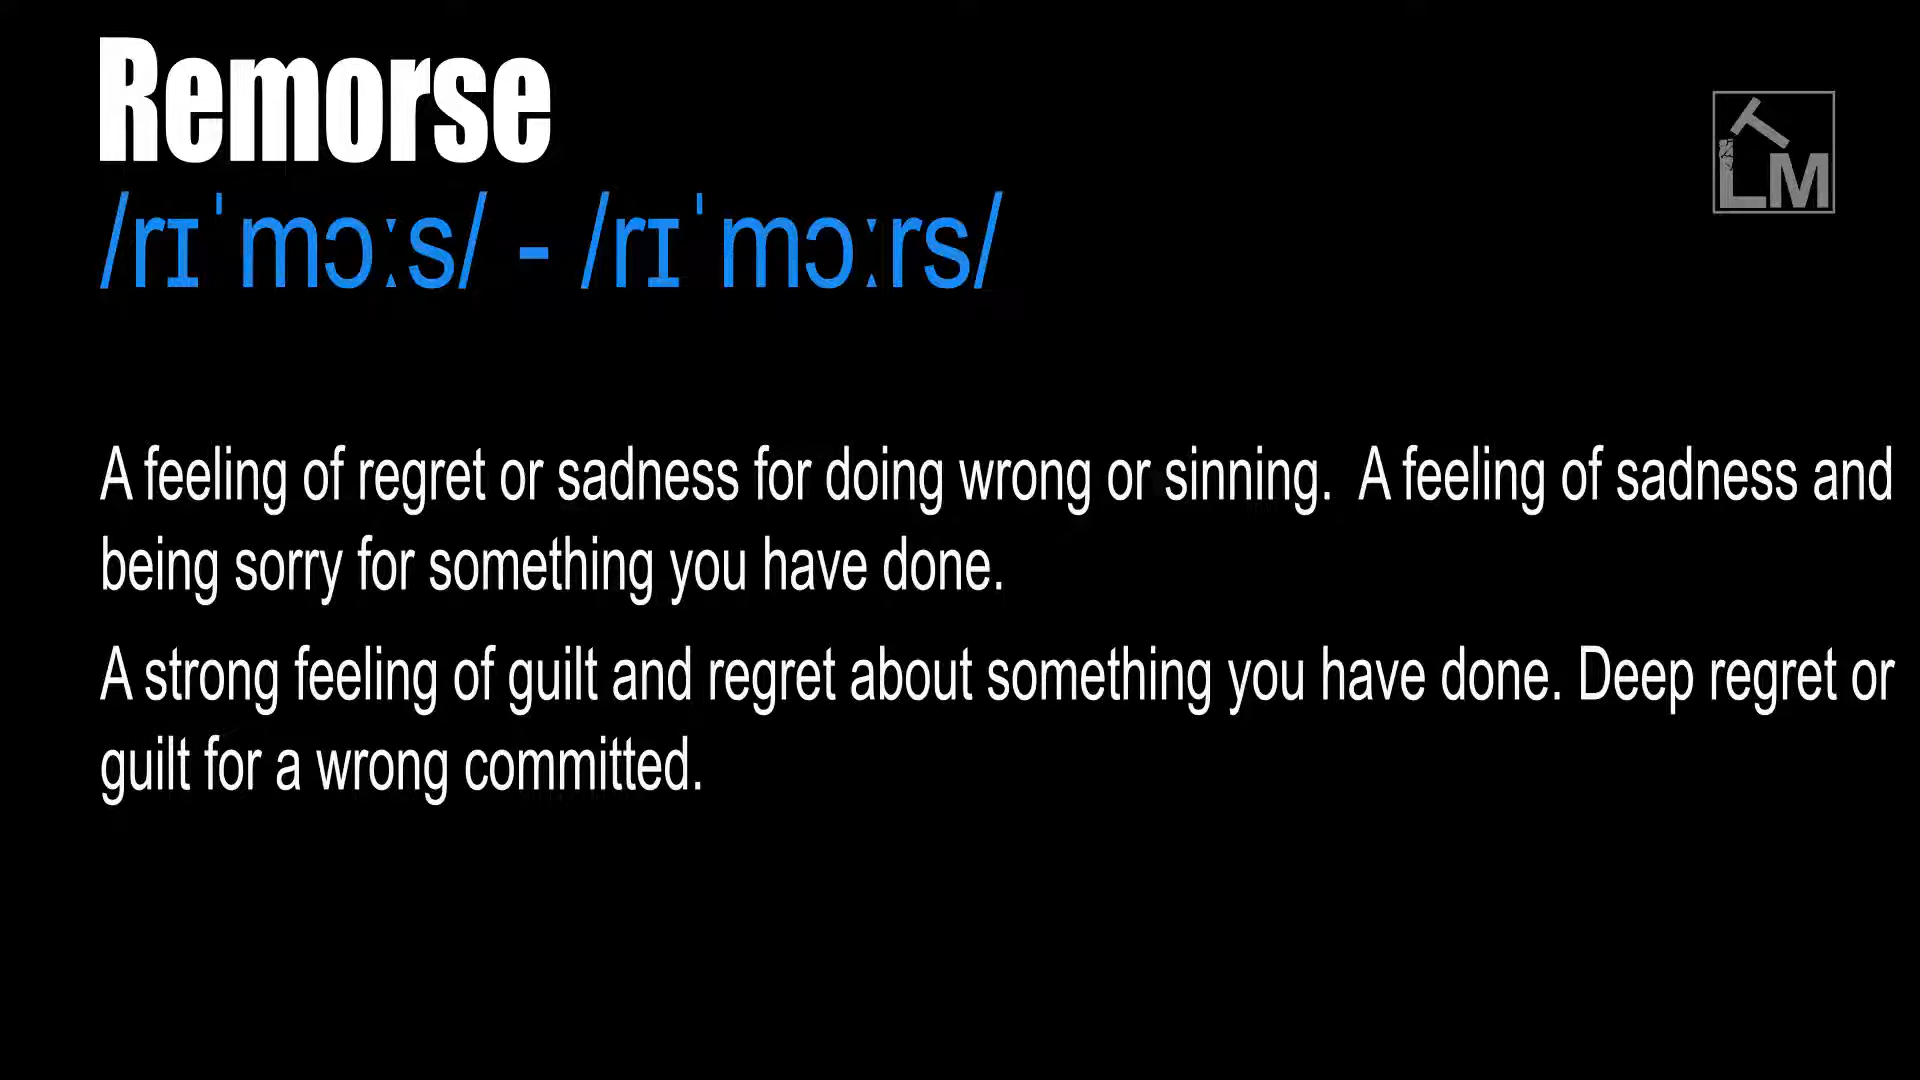 Remorse
/rɪˈmɔːs/ - /rɪˈmɔːrs/
LM
A feeling of regret or sadness for doing wrong or sinning.  A feeling of sadness and
being sorry for something you have done.
A strong feeling of guilt and regret about something you have done. Deep regret or
guilt for a wrong committed.